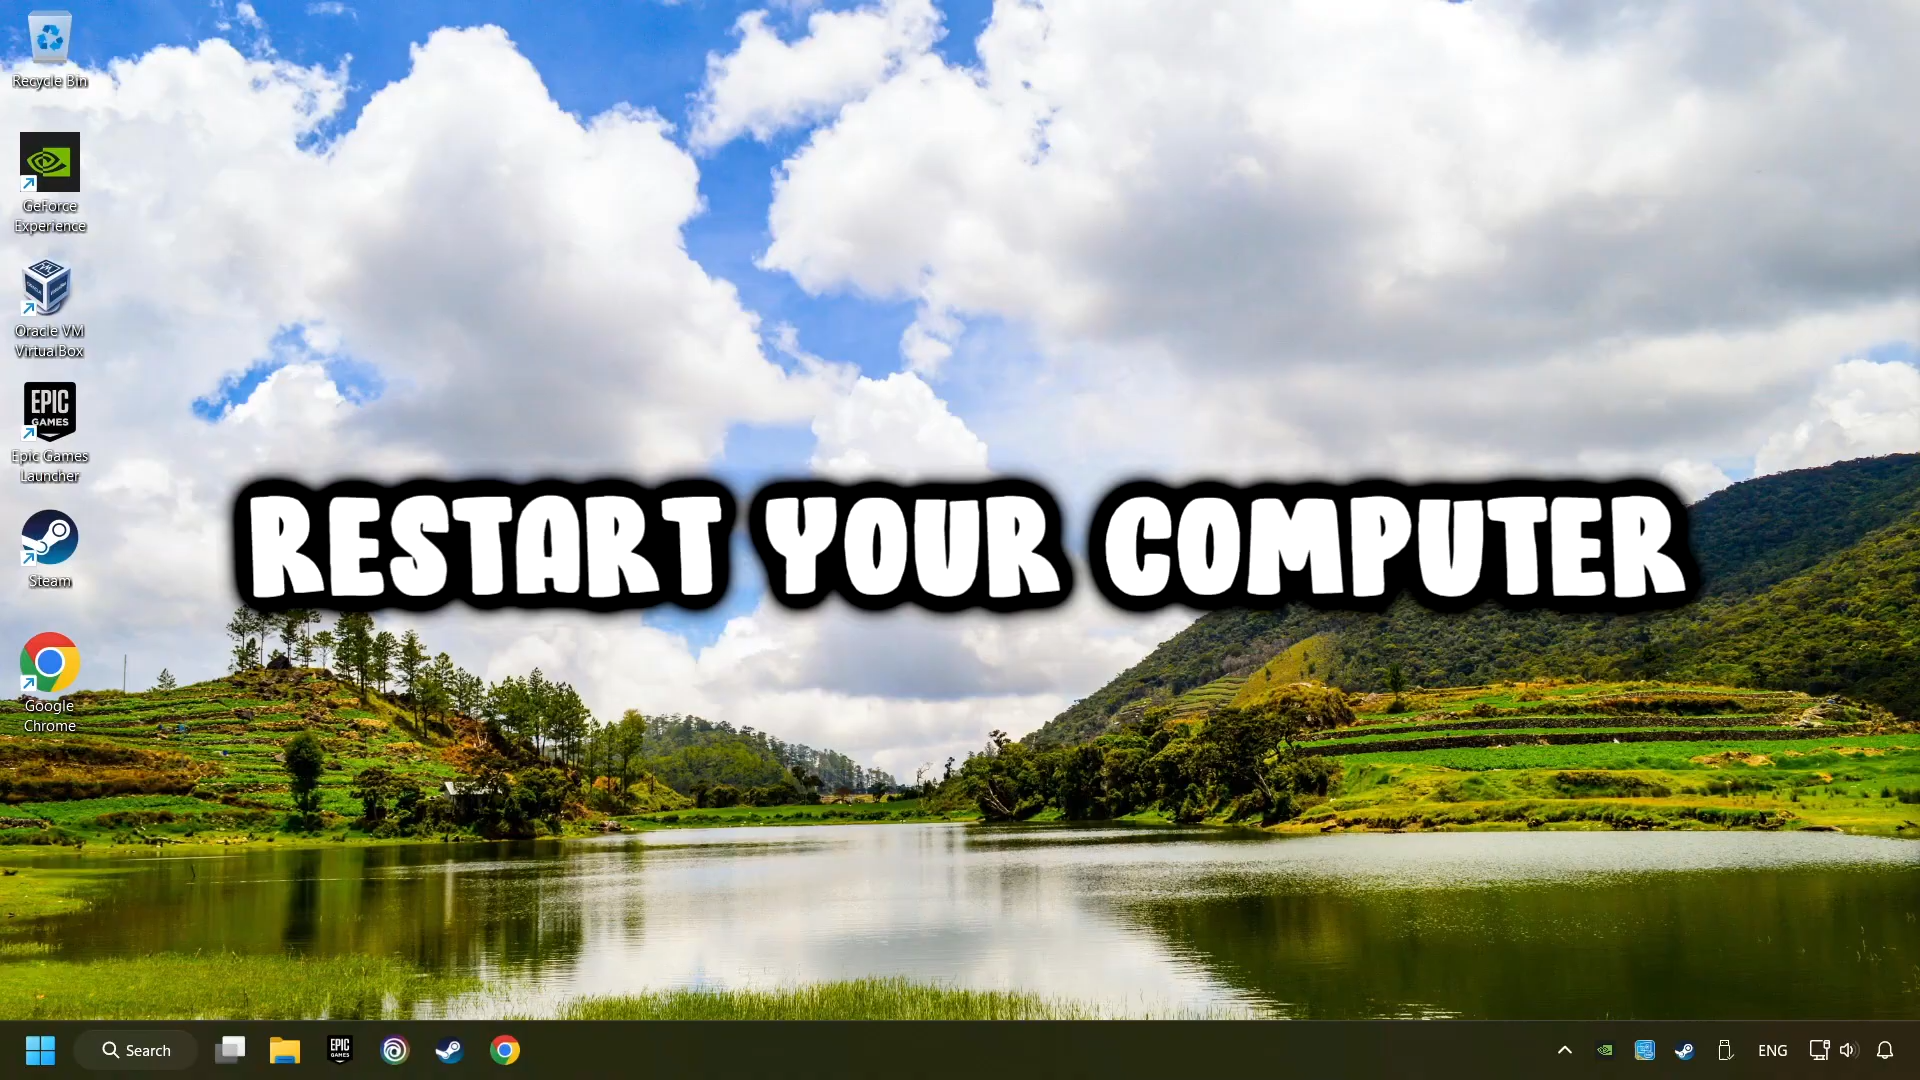 Recycle Bin
GeForce
Experience
Oracle VM
VirtualBox
EPIC
GAMES
Epic Games
Launcher
Steam
Google
Chrome
RESTART YOUR COMPUTER
Search
EPIC
GAMES
ENG